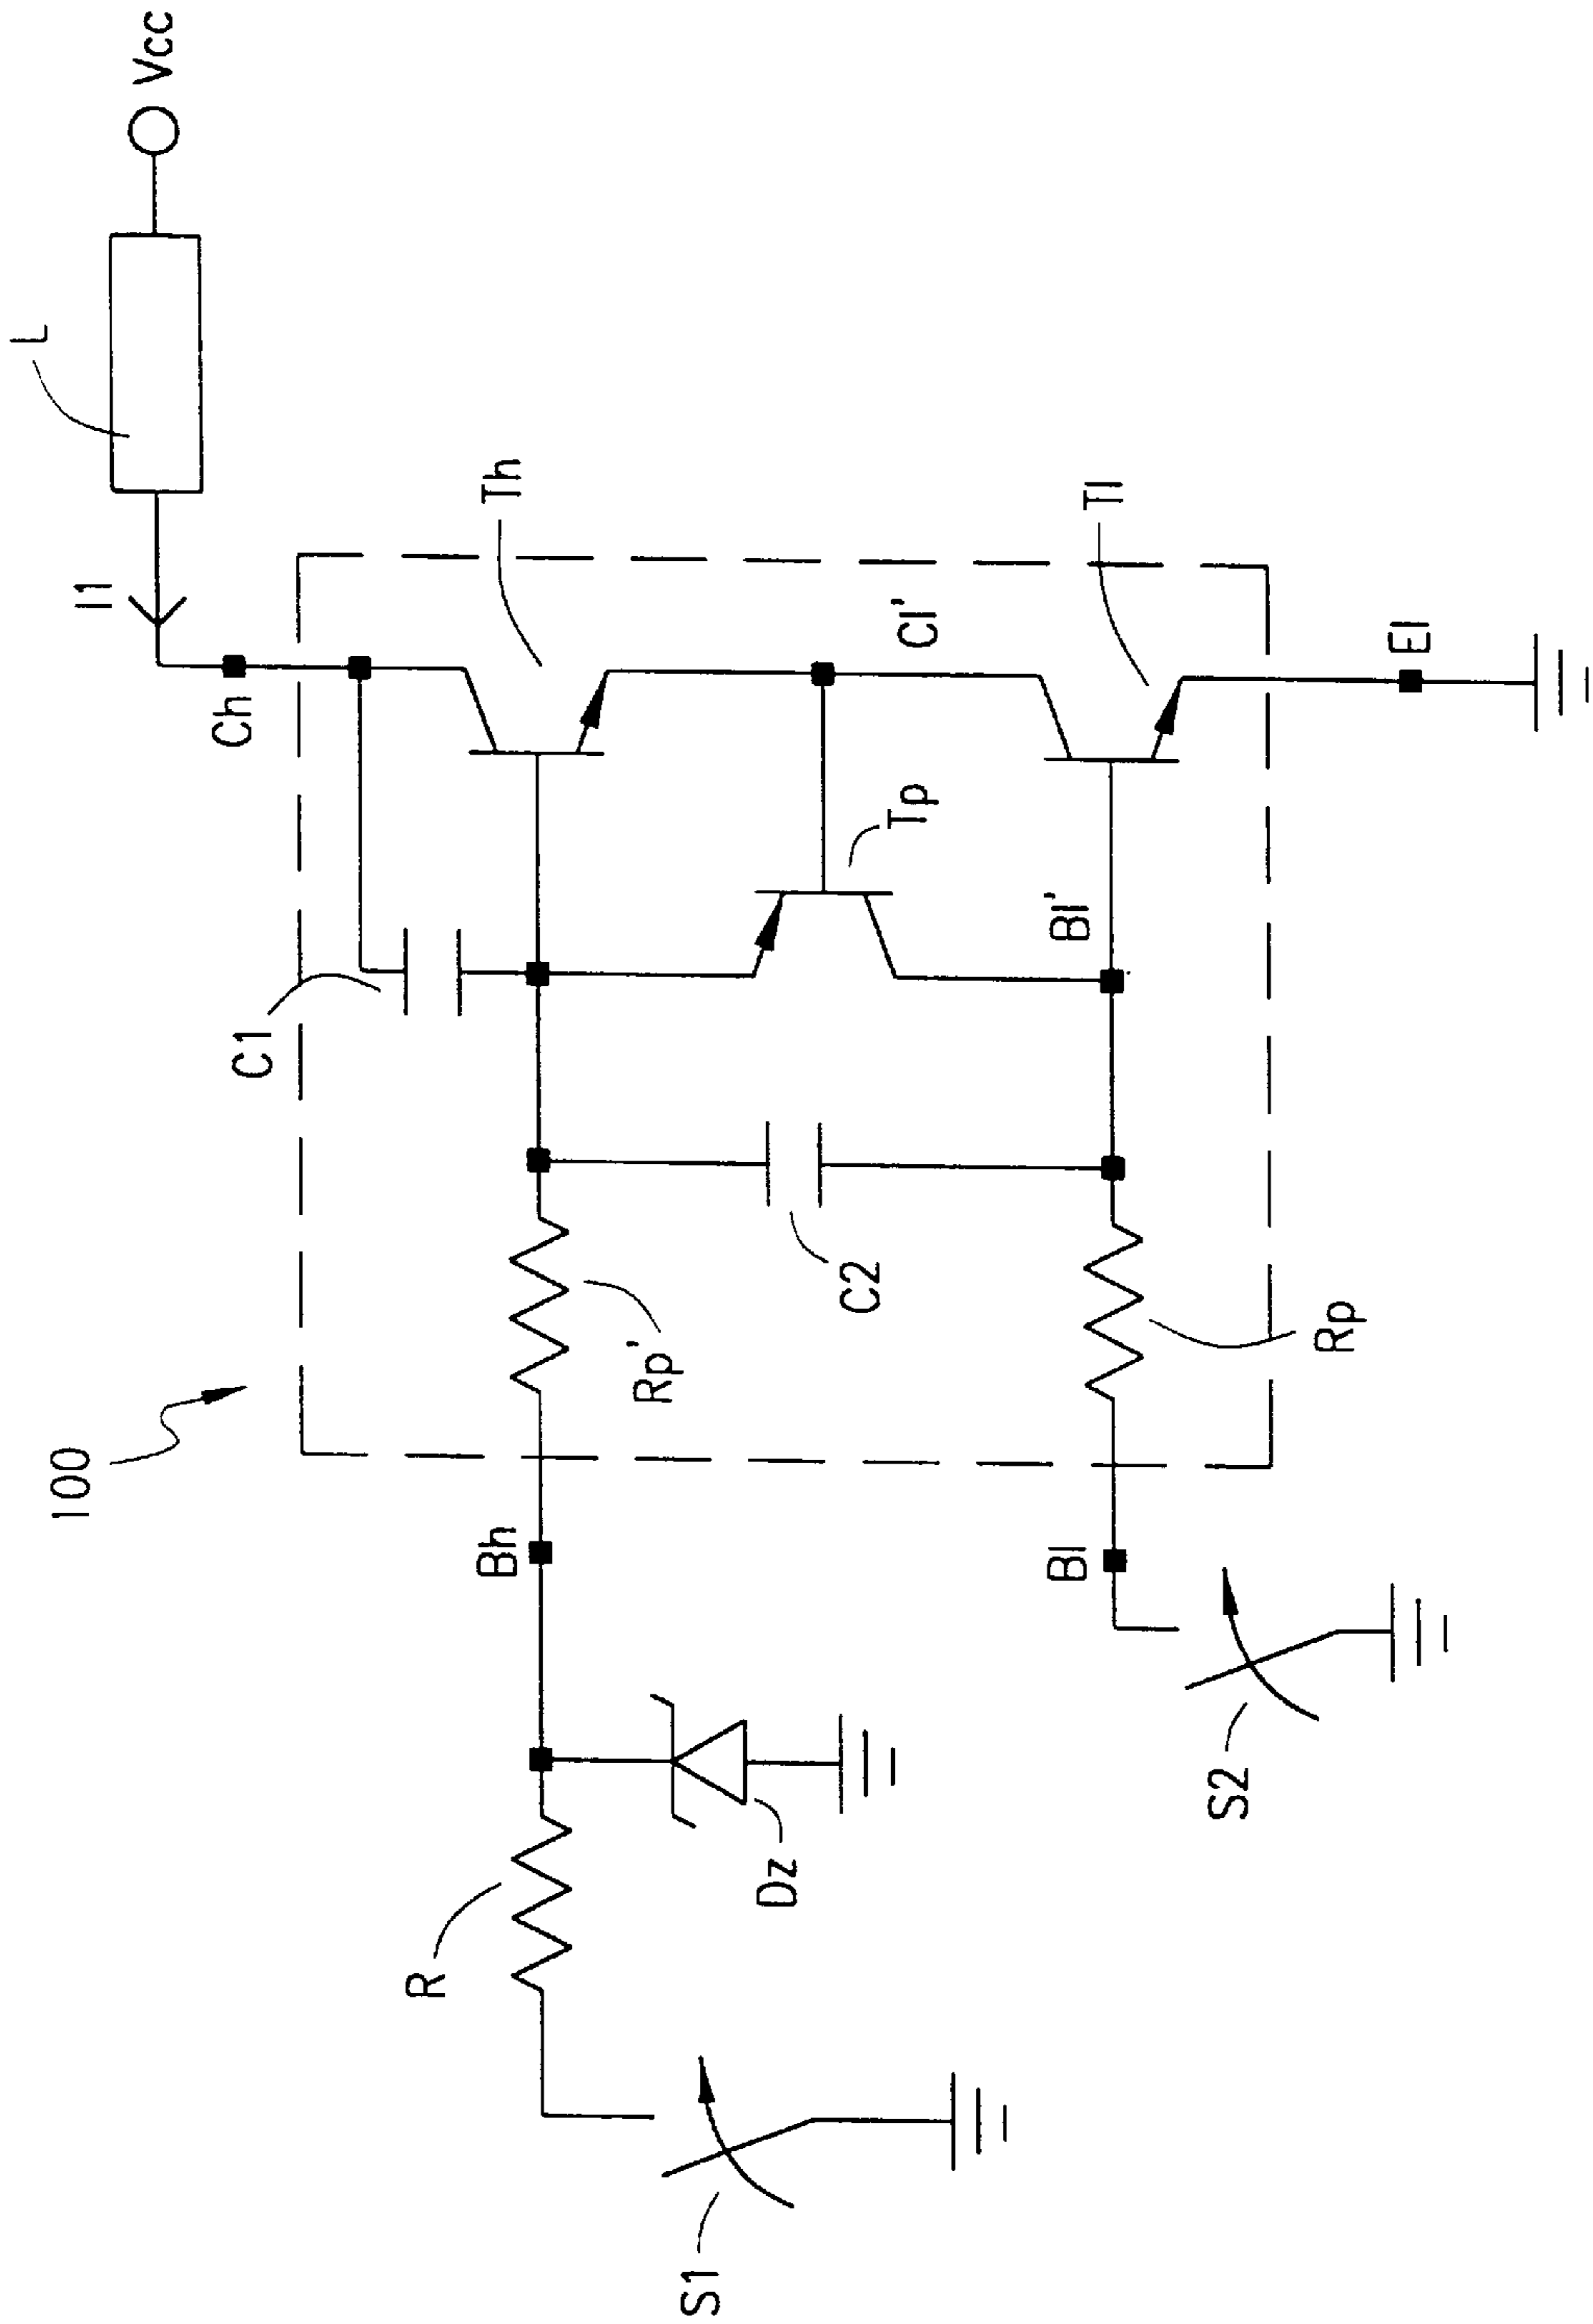 Vcc
L
I1
Ch
Th
C1
Cl'
Tl
El
Tp
Bl'
100
Rp'
C2
Rp
Bh
Bl
R
Dz
S2
S1